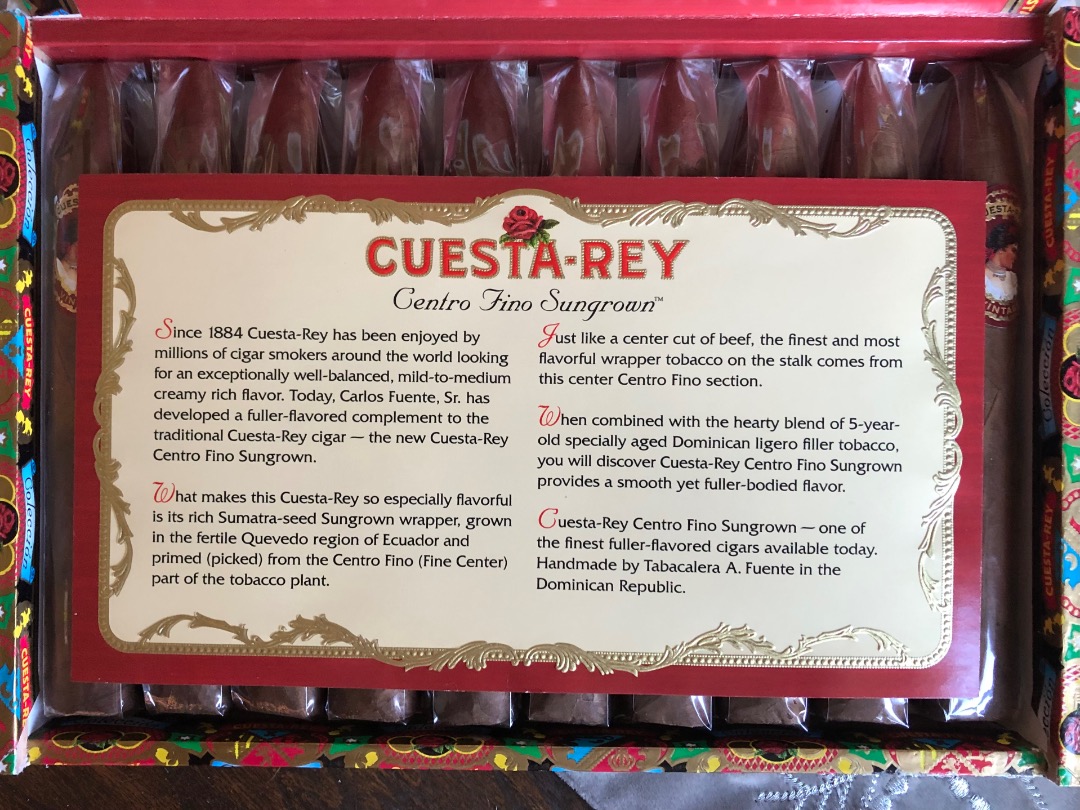 CUESTA-REY
Centro Fino Sungrown™
Since 1884 Cuesta-Rey has been enjoyed by
millions of cigar smokers around the world looking
for an exceptionally well-balanced, mild-to-medium
creamy rich flavor. Today, Carlos Fuente, Sr. has
developed a fuller-flavored complement to the
traditional Cuesta-Rey cigar — the new Cuesta-Rey
Centro Fino Sungrown.
What makes this Cuesta-Rey so especially flavorful
is its rich Sumatra-seed Sungrown wrapper, grown
in the fertile Quevedo region of Ecuador and
primed (picked) from the Centro Fino (Fine Center)
part of the tobacco plant.
Just like a center cut of beef, the finest and most
flavorful wrapper tobacco on the stalk comes from
this center Centro Fino section.
When combined with the hearty blend of 5-year-
old specially aged Dominican ligero filler tobacco,
you will discover Cuesta-Rey Centro Fino Sungrown
provides a smooth yet fuller-bodied flavor.
Cuesta-Rey Centro Fino Sungrown — one of
the finest fuller-flavored cigars available today.
Handmade by Tabacalera A. Fuente in the
Dominican Republic.
CUESTA-REY
CUESTA-REY
CUESTA-REY